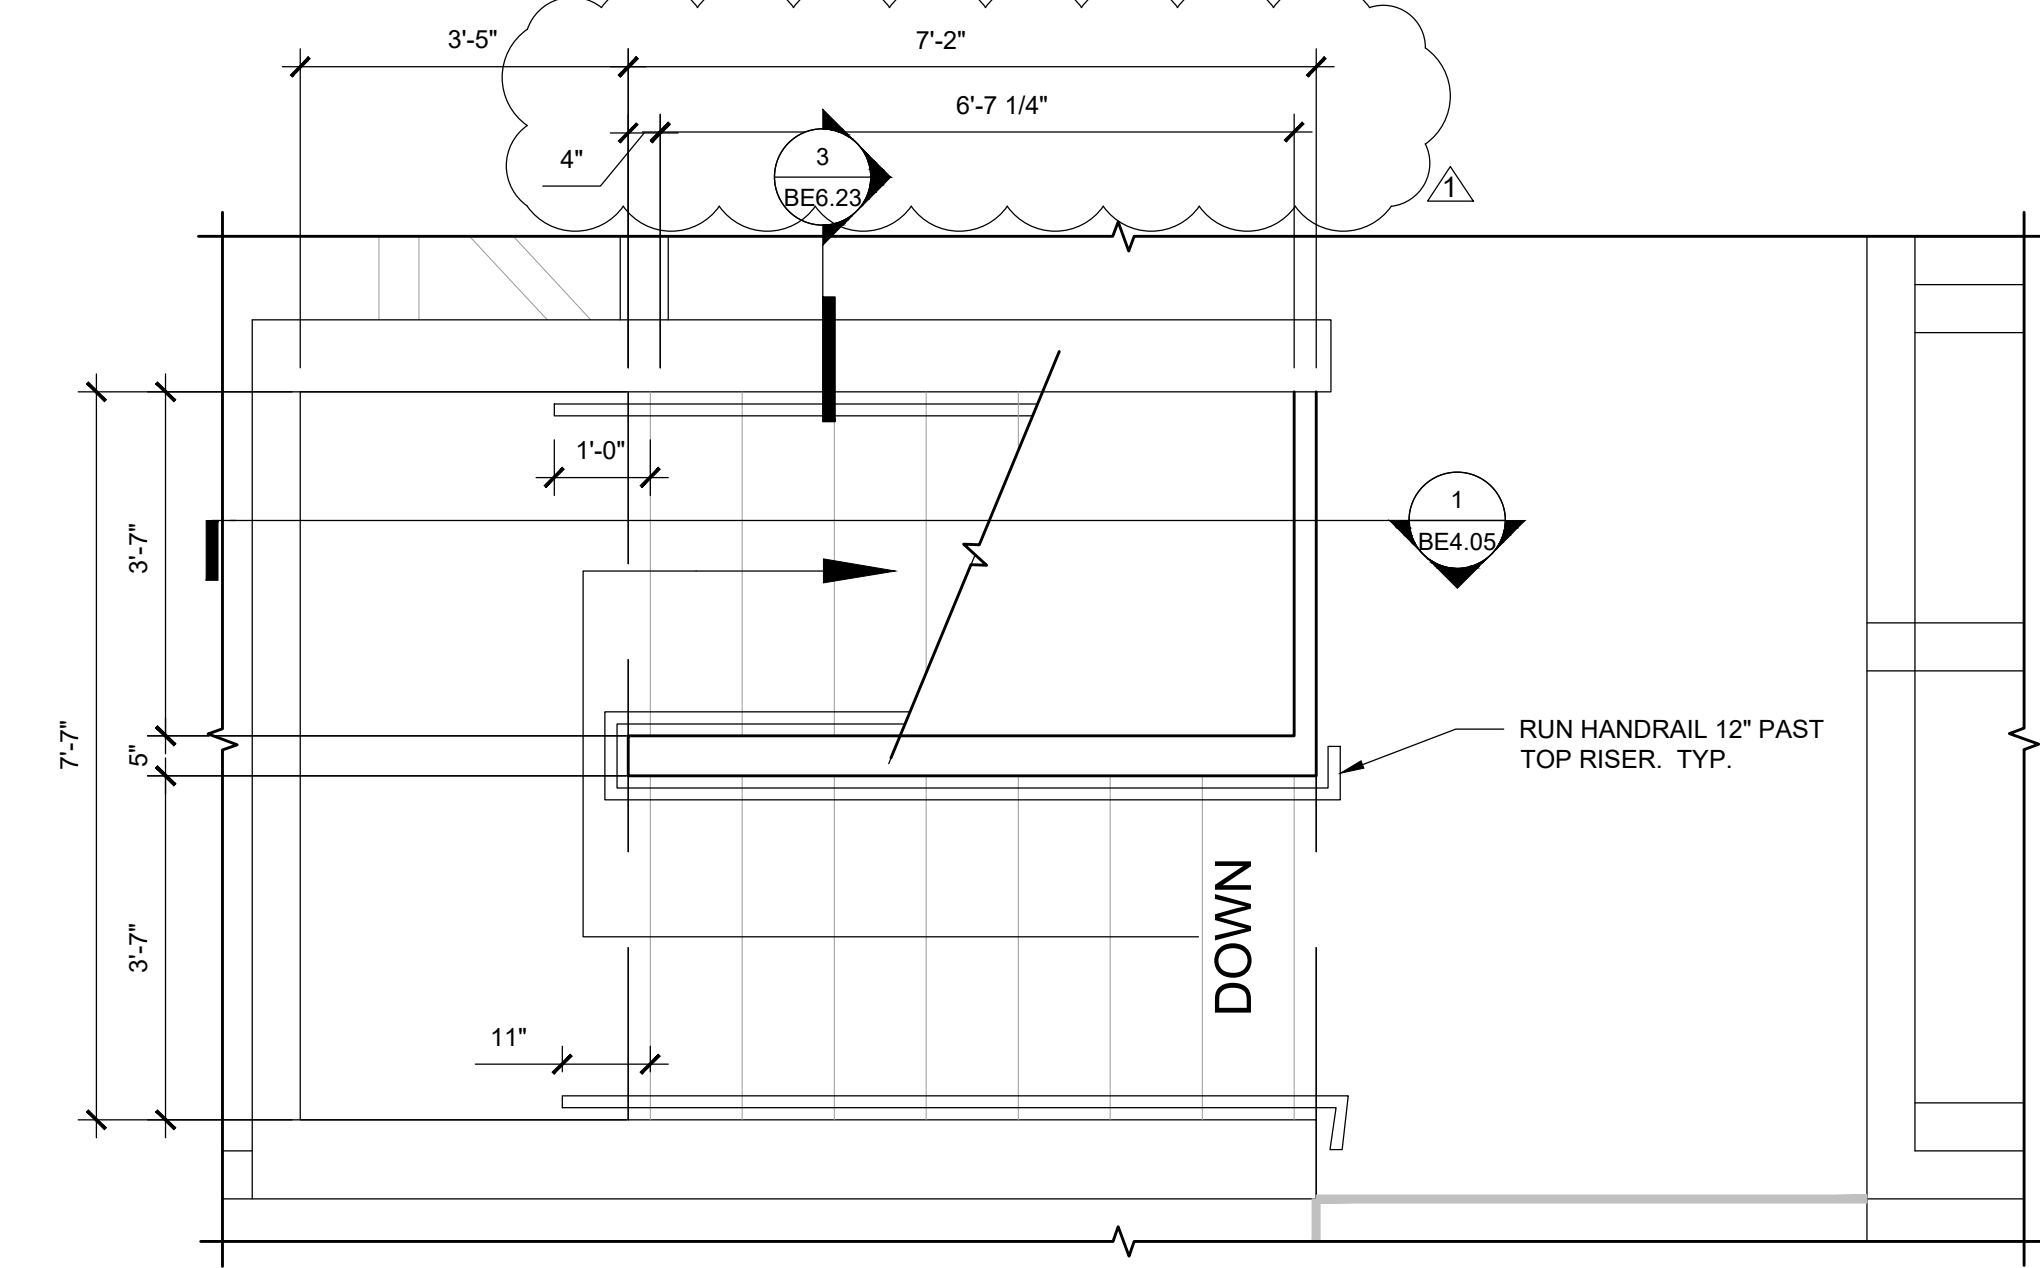 3'-5"
7'-2"
6'-7 1/4"
4"
3
BE6.23
1
1'-0"
1
BE4.05
3'-7"
7'-7"
5"
RUN HANDRAIL 12" PAST
TOP RISER. TYP.
DOWN
3'-7"
11"